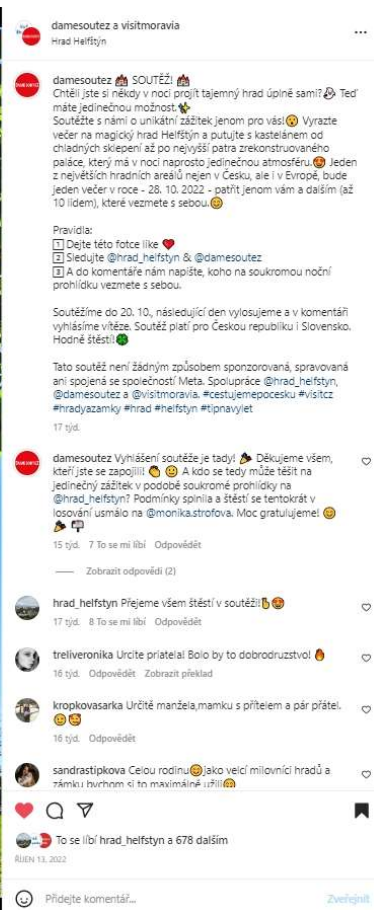 damesoutez a visitmoravia
Hrad Helfštýn
damesoutez 🏰 SOUTĚŽ! 🏰
Chtěli jste si někdy v noci projít tajemný hrad úplně sami? Teď
máte jedinečnou možnost.
Soutěžte s námi o unikátní zážitek jenom pro vás! Vyrazte
večer na magický hrad Helfštýn a putujte s kastelánem od
chladných sklepení až po nejvyšší patra zrekonstruovaného
paláce, který má v noci naprosto jedinečnou atmosféru. Jeden
z největších hradních areálů nejen v Česku, ale i v Evropě, bude
jeden večer v roce - 28. 10. 2022 - patřit jenom vám a dalším (až
10 lidem), které vezmete s sebou.
Pravidla:
1 Dejte této fotce like ❤️
2 Sledujte @hrad_helfstyn & @damesoutez
3 A do komentáře nám napište, koho na soukromou noční
prohlídku vezmete s sebou.
Soutěžíme do 20. 10., následující den vylosujeme a v komentáři
vyhlásíme vítěze. Soutěž platí pro Českou republiku i Slovensko.
Hodně štěstí!🍀
Tato soutěž není žádným způsobem sponzorovaná, spravovaná
ani spojená se společností Meta. Spolupráce @hrad_helfstyn,
@damesoutez a @visitmoravia. #cestujemepocesku #visitcz
#hradyazamky #hrad #helfstyn #tipnavylet
17 týd.
damesoutez Vyhlášení soutěže je tady! 🎉 Děkujeme všem,
kteří jste se zapojili! 👏 🙂 A kdo se tedy může těšit na
jedinečný zážitek v podobě soukromé prohlídky na
@hrad_helfstyn? Podmínky splnila a štěstí se tentokrát v
losování usmálo na @monika.strofova. Moc gratulujeme!
15 týd. 7 To se mi líbí Odpovědět
Zobrazit odpovědi (2)
hrad_helfstyn Přejeme všem štěstí v soutěži!
17 týd. 8 To se mi líbí Odpovědět
treliveronika Urcite priatela! Bolo by to dobrodruzstvo! 🔥
16 týd. Odpovědět Zobrazit překlad
kropkovasarka Určitě manžela,mamku s přítelem a pár přátel.
16 týd. Odpovědět
sandrastipkova Celou rodinu😊jako velcí milovníci hradů a
zámku bychom si to maximálně užili
To se líbí hrad_helfstyn a 678 dalším
ŘÍJEN 13, 2022
Přidejte komentář...
Zveřejnit